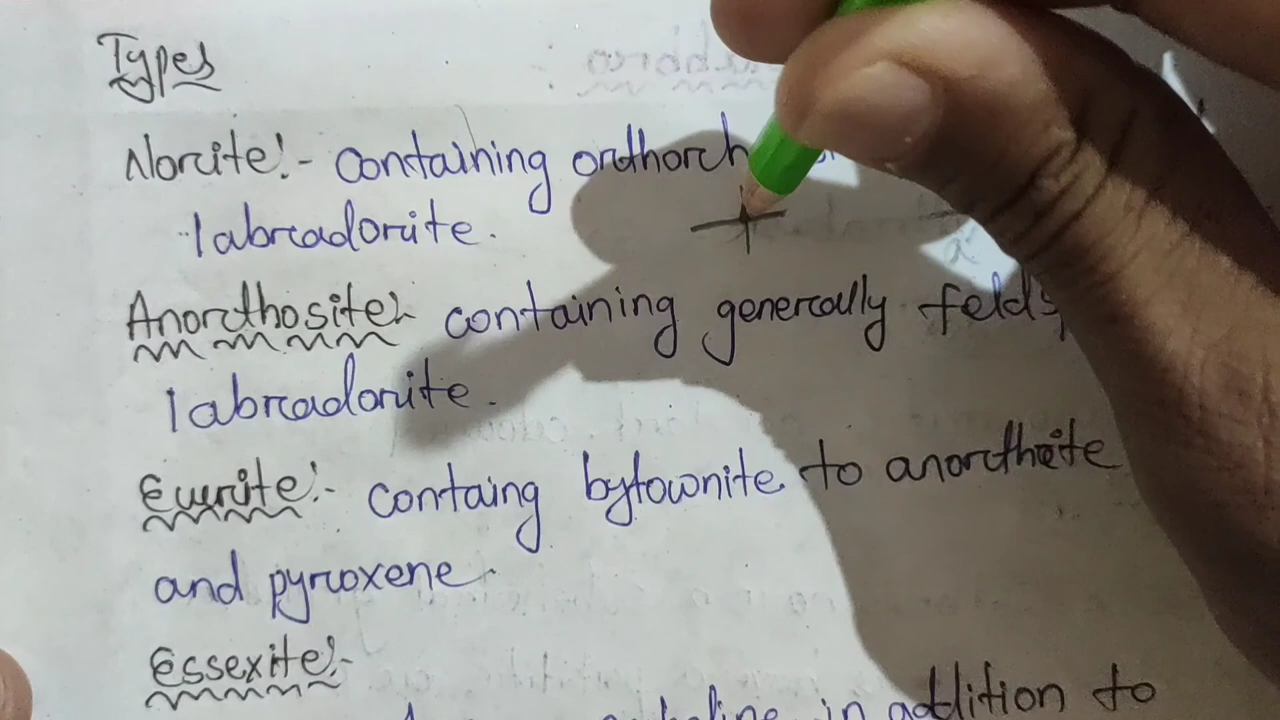 Types
Norite:- containing orthorh
labradorite.
Anorthosite:- containing generally felds
labradorite.
Eucrite:- containg bytownite to anorthite
and pyroxene.
Essexite:-
in addition to